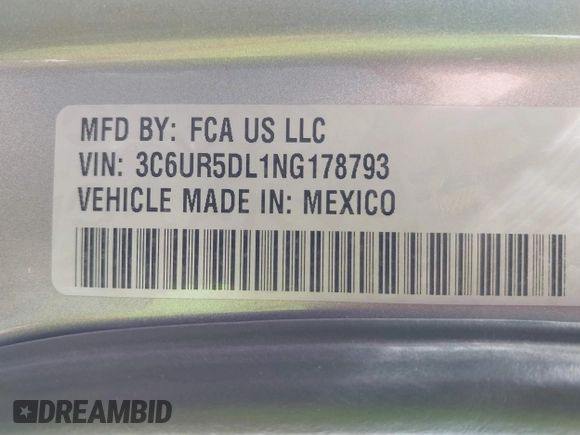 MFD BY: FCA US LLC
VIN: 3C6UR5DL1NG178793
VEHICLE MADE IN: MEXICO
DREAMBID